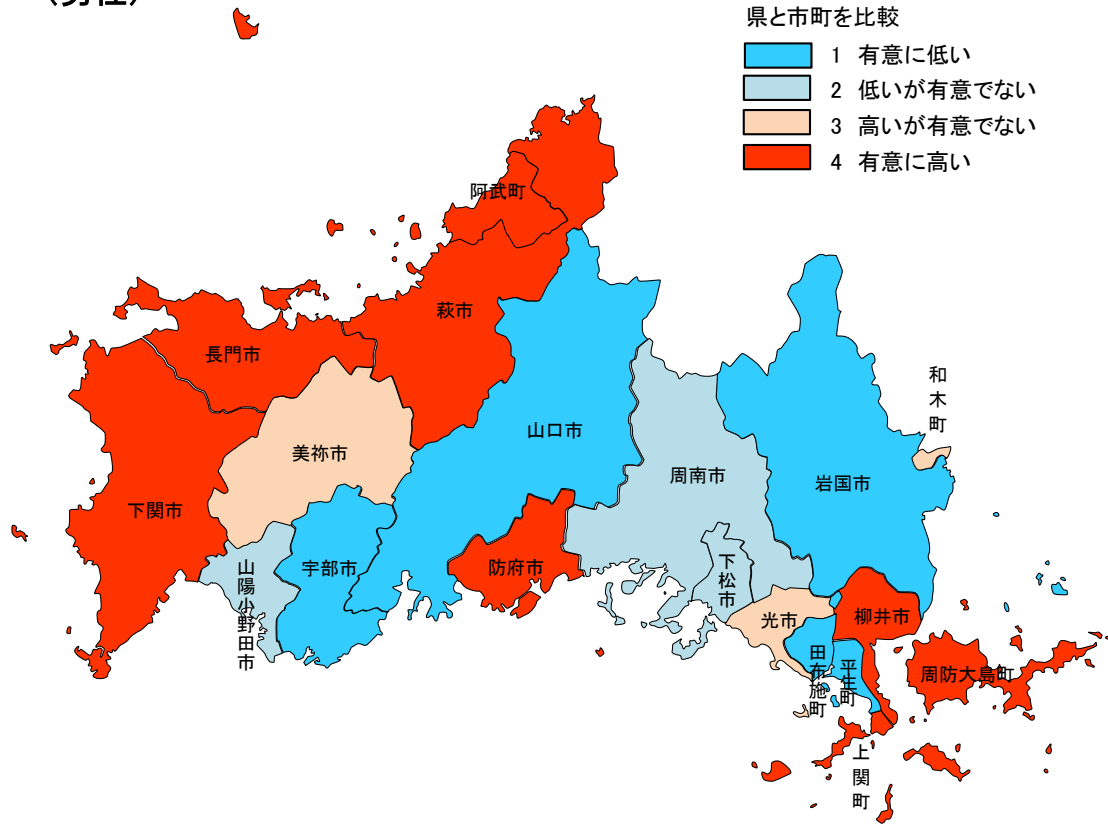 県と市町を比較
1 有意に低い
2 低いが有意でない
3 高いが有意でない
4 有意に高い
阿武町
萩市
長門市
和木町
山口市
美祢市
周南市
岩国市
下関市
宇部市
防府市
山陽小野田市
下松市
光市
柳井市
田布施町
平生町
周防大島町
上関町